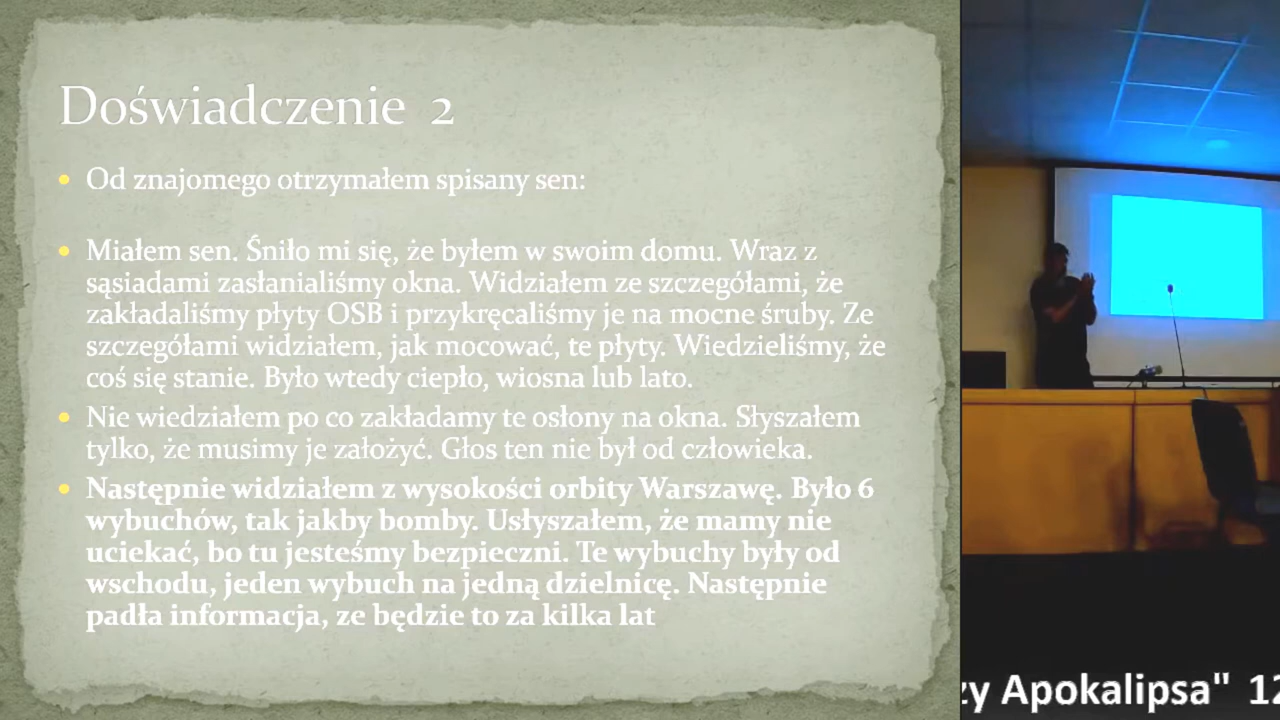 Doświadczenie 2
• Od znajomego otrzymałem spisany sen:
• Miałem sen. Śniło mi się, że byłem w swoim domu. Wraz z
sąsiadami zasłanialiśmy okna. Widziałem ze szczegółami, że
zakładaliśmy płyty OSB i przykręcaliśmy je na mocne śruby. Ze
szczegółami widziałem, jak mocować, te płyty. Wiedzieliśmy, że
coś się stanie. Było wtedy ciepło, wiosna lub lato.
• Nie wiedziałem po co zakładamy te osłony na okna. Słyszałem
tylko, że musimy je założyć. Głos ten nie był od człowieka.
• Następnie widziałem z wysokości orbity Warszawę. Było 6
wybuchów, tak jakby bomby. Usłyszałem, że mamy nie
uciekać, bo tu jesteśmy bezpieczni. Te wybuchy były od
wschodu, jeden wybuch na jedną dzielnicę. Następnie
padła informacja, ze będzie to za kilka lat
zy Apokalipsa" 12